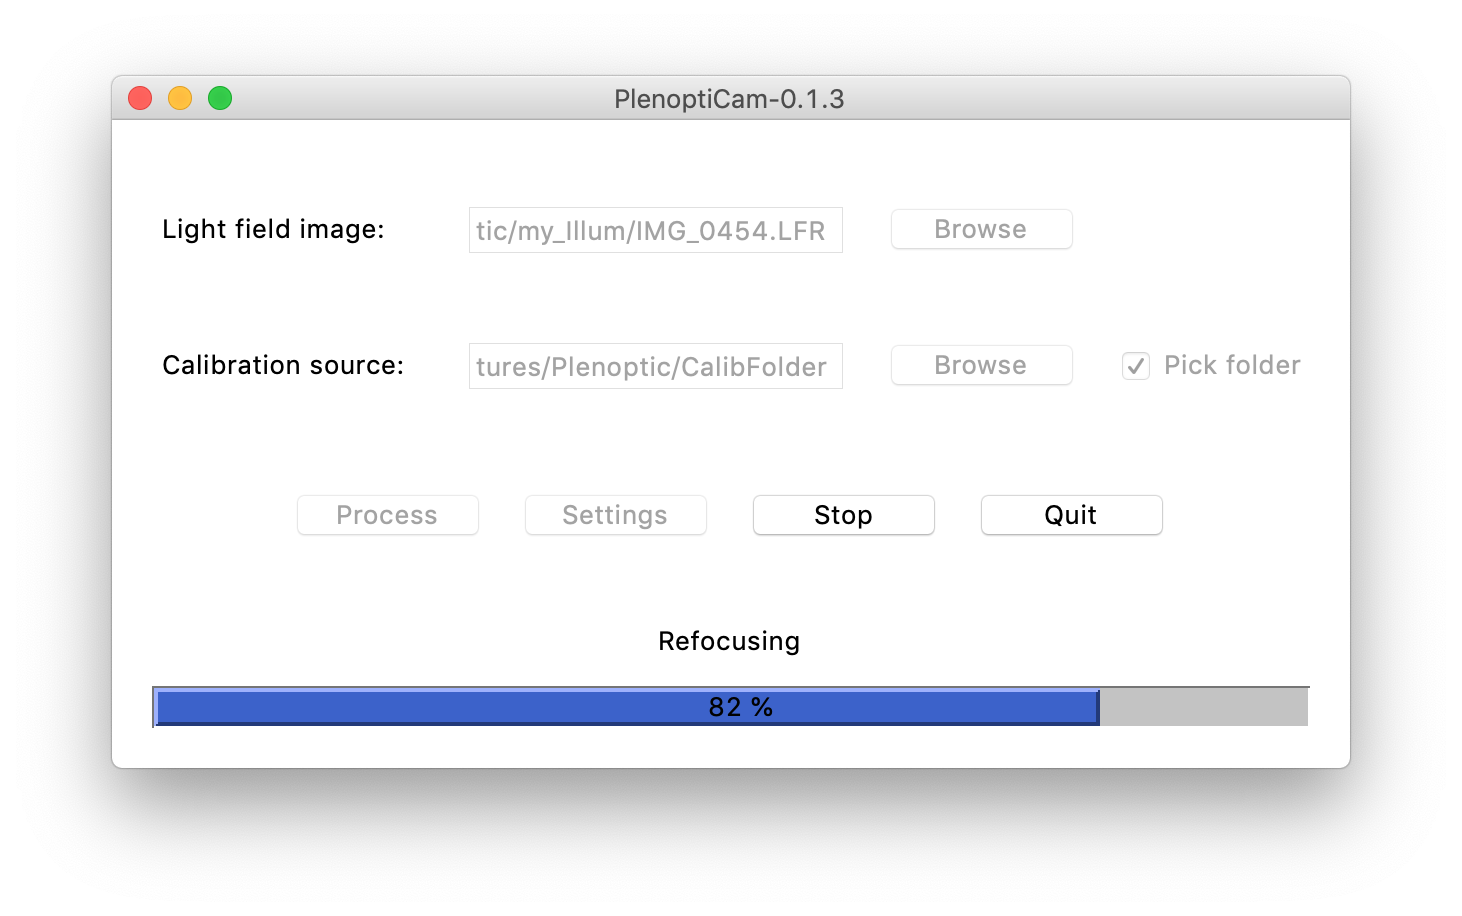 PlenoptiCam-0.1.3
Light field image: tic/my_Illum/IMG_0454.LFR Browse
Calibration source: tures/Plenoptic/CalibFolder Browse Pick folder
Process Settings Stop Quit
Refocusing
82 %